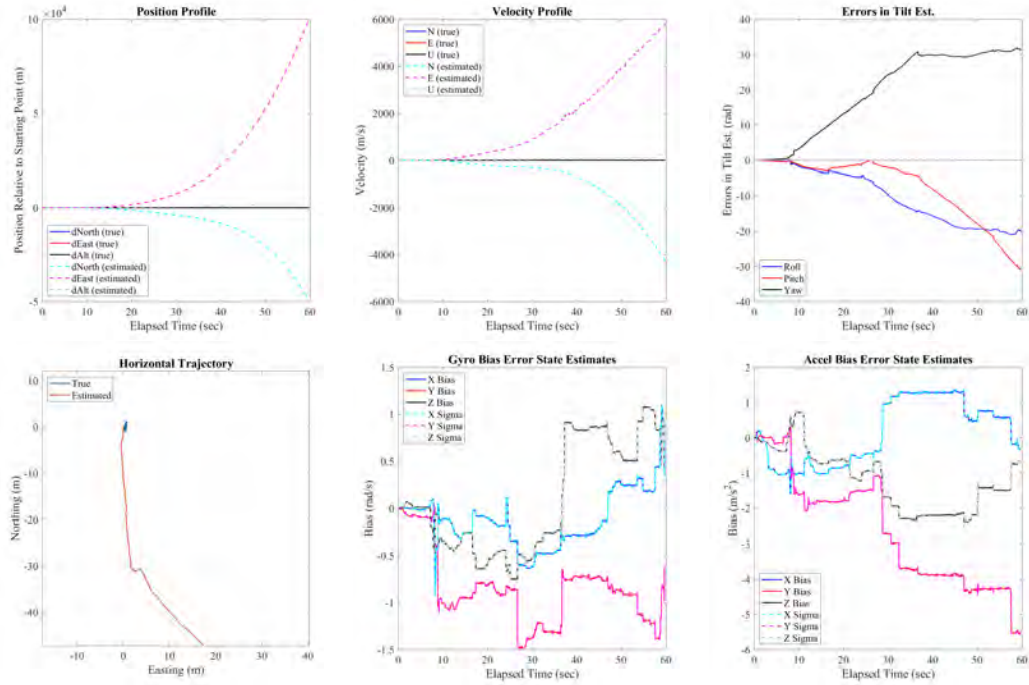 Position Profile
×10⁴
10
5
0
-5
0 10 20 30 40 50 60
Position Relative to Starting Point (m)
Elapsed Time (sec)
dNorth (true)
dEast (true)
dAlt (true)
dNorth (estimated)
dEast (estimated)
dAlt (estimated)
Velocity Profile
6000
4000
2000
0
-2000
-4000
-6000
0 10 20 30 40 50 60
Velocity (m/s)
Elapsed Time (sec)
N (true)
E (true)
U (true)
N (estimated)
E (estimated)
U (estimated)
Errors in Tilt Est.
40
30
20
10
0
-10
-20
-30
-40
0 10 20 30 40 50 60
Errors in Tilt Est. (rad)
Elapsed Time (sec)
Roll
Pitch
Yaw
Horizontal Trajectory
10
0
-10
-20
-30
-40
-10 0 10 20 30 40
Northing (m)
Easting (m)
True
Estimated
Gyro Bias Error State Estimates
1.5
1
0.5
0
-0.5
-1
-1.5
0 10 20 30 40 50 60
Bias (rad/s)
Elapsed Time (sec)
X Bias
Y Bias
Z Bias
X Sigma
Y Sigma
Z Sigma
Accel Bias Error State Estimates
2
1
0
-1
-2
-3
-4
-5
-6
0 10 20 30 40 50 60
Bias (m/s²)
Elapsed Time (sec)
X Bias
Y Bias
Z Bias
X Sigma
Y Sigma
Z Sigma